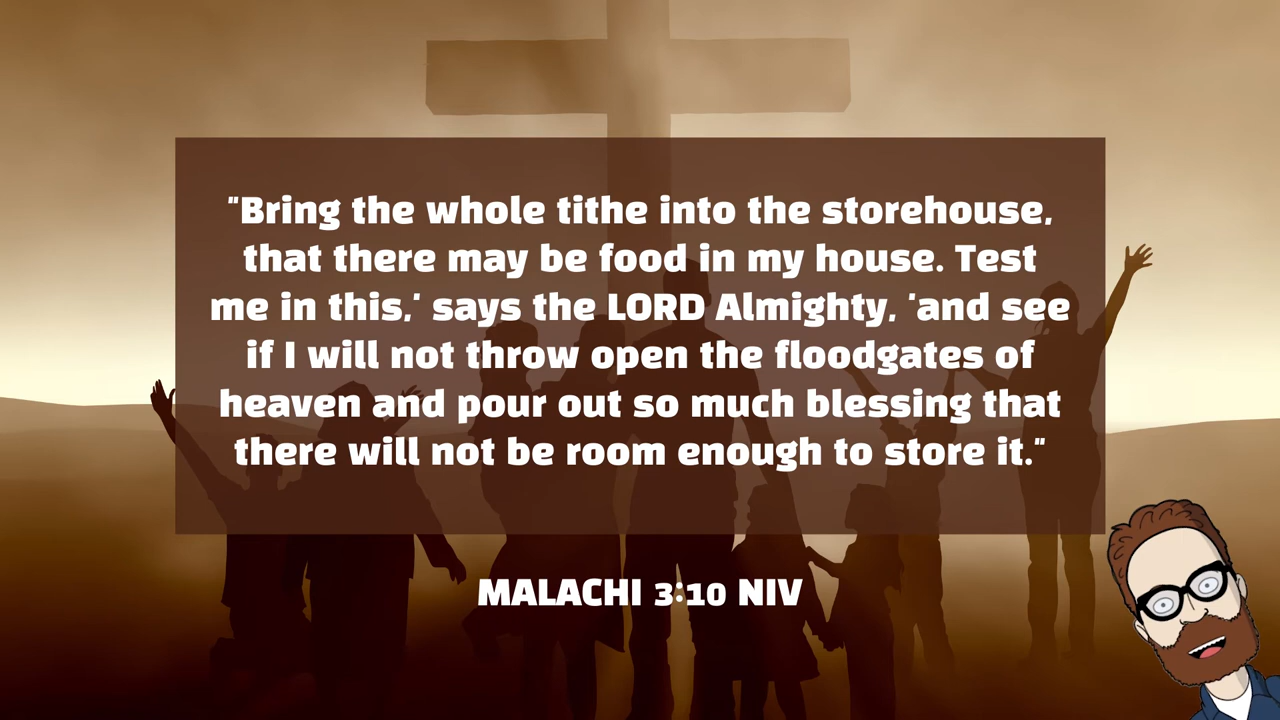 "Bring the whole tithe into the storehouse,
that there may be food in my house. Test
me in this,' says the LORD Almighty, 'and see
if I will not throw open the floodgates of
heaven and pour out so much blessing that
there will not be room enough to store it."
MALACHI 3:10 NIV